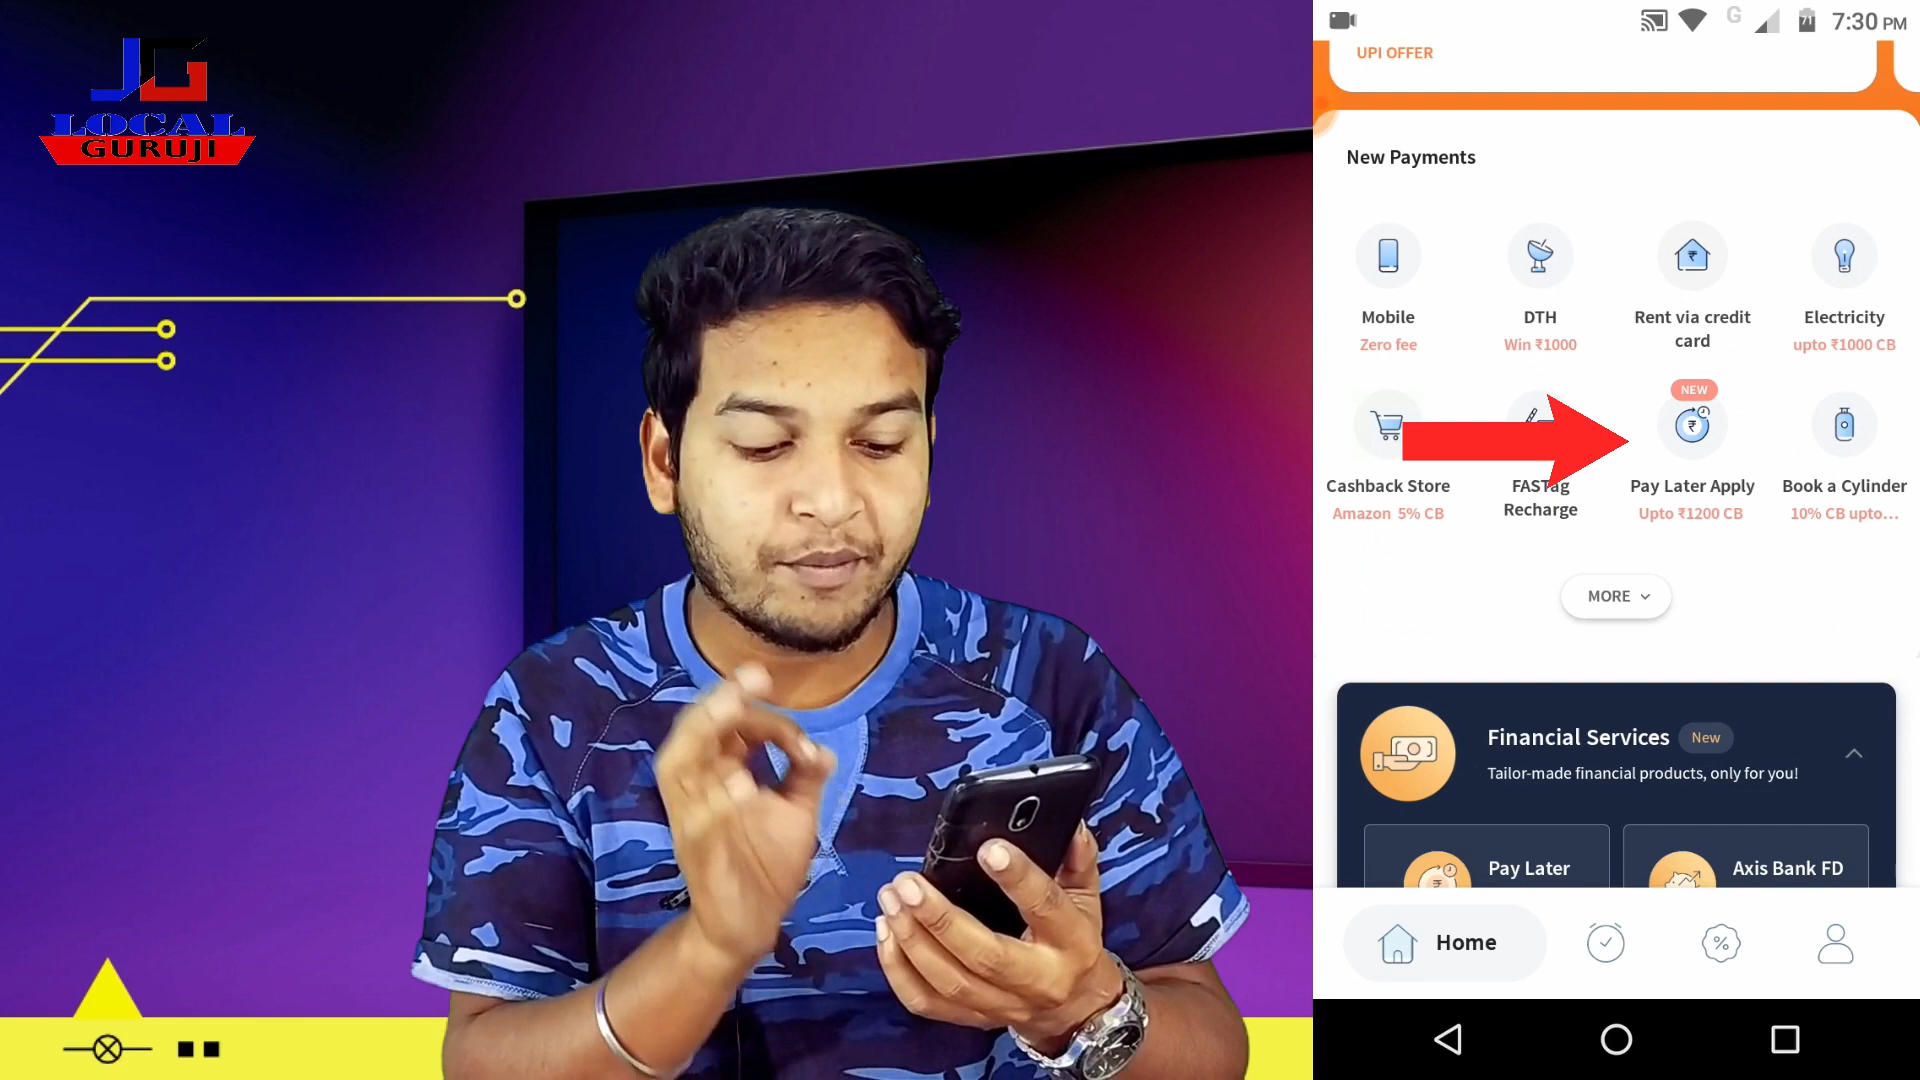 JG
LOCAL
GURUJI
7:30 PM
71
G
UPI OFFER
New Payments
Mobile
Zero fee
DTH
Win ₹1000
Rent via credit
card
Electricity
upto ₹1000 CB
Cashback Store
Amazon 5% CB
FASTag
Recharge
NEW
Pay Later Apply
Upto ₹1200 CB
Book a Cylinder
10% CB upto...
MORE
Financial Services New
Tailor-made financial products, only for you!
Pay Later
Axis Bank FD
Home